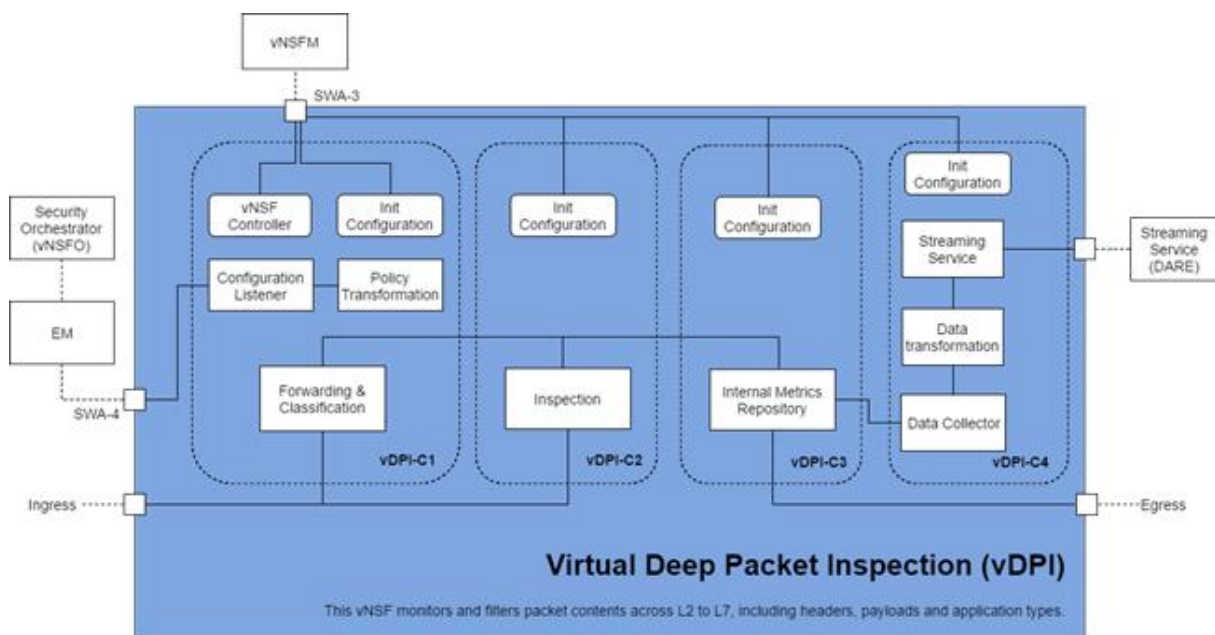 vNSFM
SWA-3
vNSF
Controller
Init
Configuration
Init
Configuration
Init
Configuration
Init
Configuration
Security
Orchestrator
(vNSFO)
EM
SWA-4
Configuration
Listener
Policy
Transformation
Streaming
Service
Streaming
Service
(DARE)
Data
transformation
Forwarding &
Classification
Inspection
Internal Metrics
Repository
Data Collector
vDPI-C1
vDPI-C2
vDPI-C3
vDPI-C4
Ingress
Egress
Virtual Deep Packet Inspection (vDPI)
This vNSF monitors and filters packet contents across L2 to L7, including headers, payloads and application types.